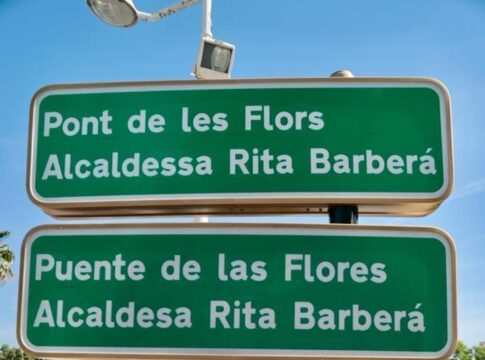 Pont de les Flors
Alcaldessa Rita Barberá
Puente de las Flores
Alcaldesa Rita Barberá